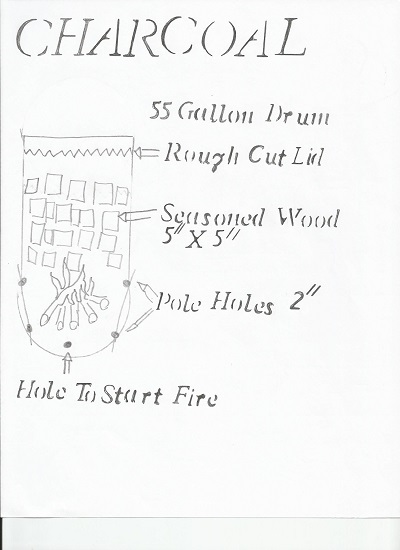 CHARCOAL
55 Gallon Drum
Rough Cut Lid
Seasoned Wood
5" X 5"
Pole Holes 2"
Hole To Start Fire